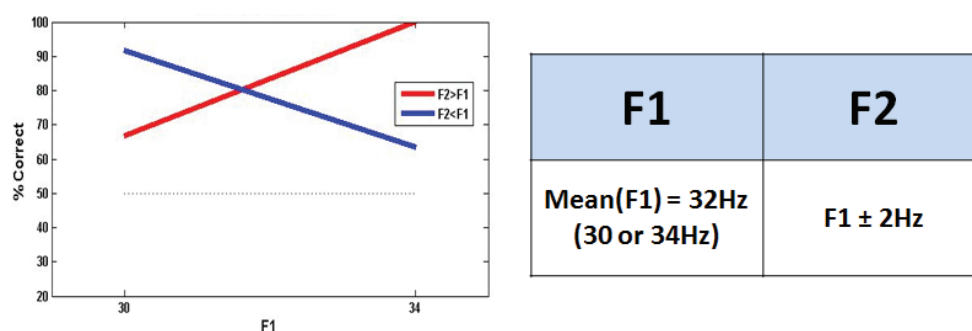 100
90
80
70
60
50
40
30
20
% Correct
F2>F1
F2<F1
30
34
F1
F1
F2
Mean(F1) = 32Hz
(30 or 34Hz)
F1 ± 2Hz